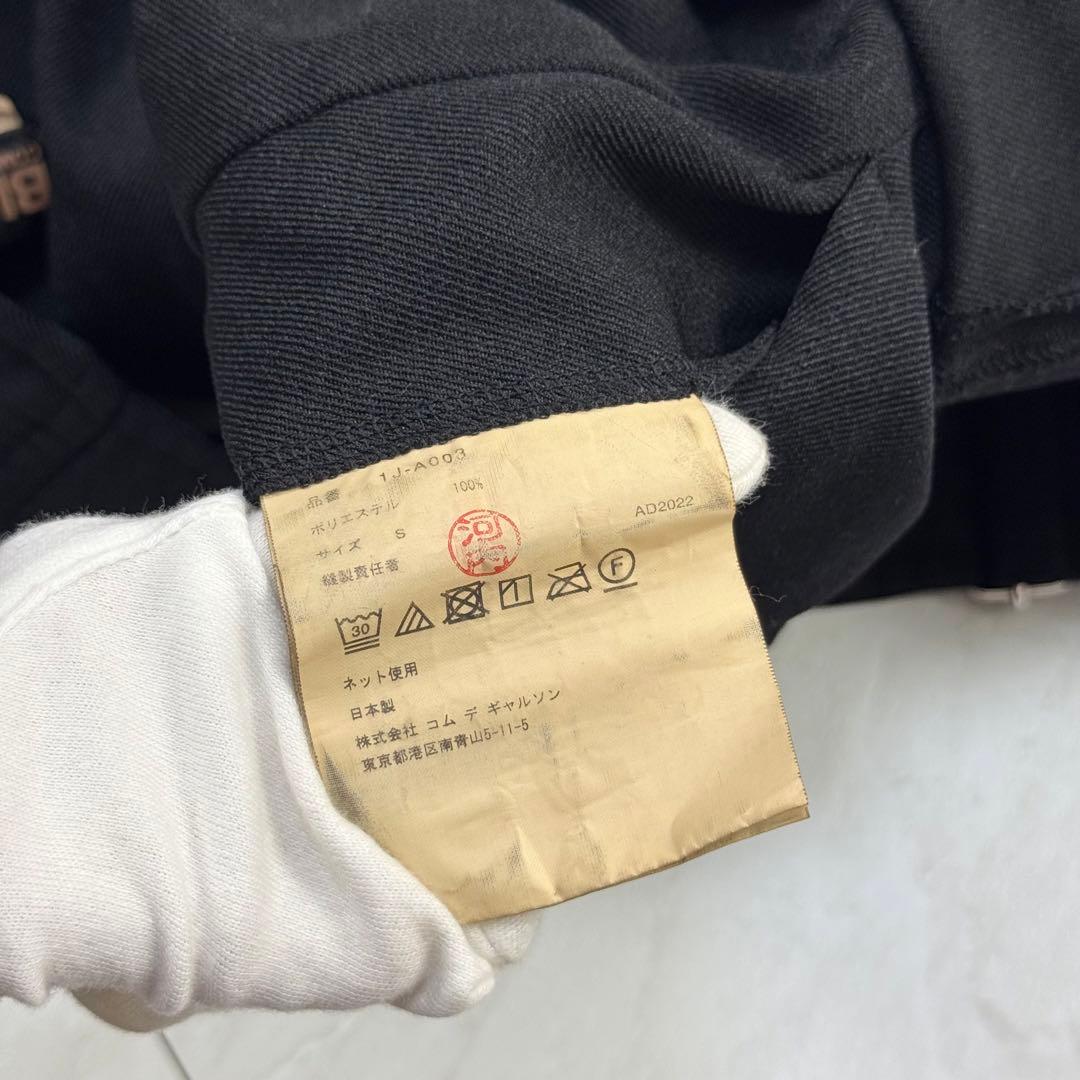 品番 1J-A003
ポリエステル 100%
サイズ S AD2022
縫製責任者
30 F
ネット使用
日本製
株式会社 コム デ ギャルソン
東京都港区南青山5-11-5